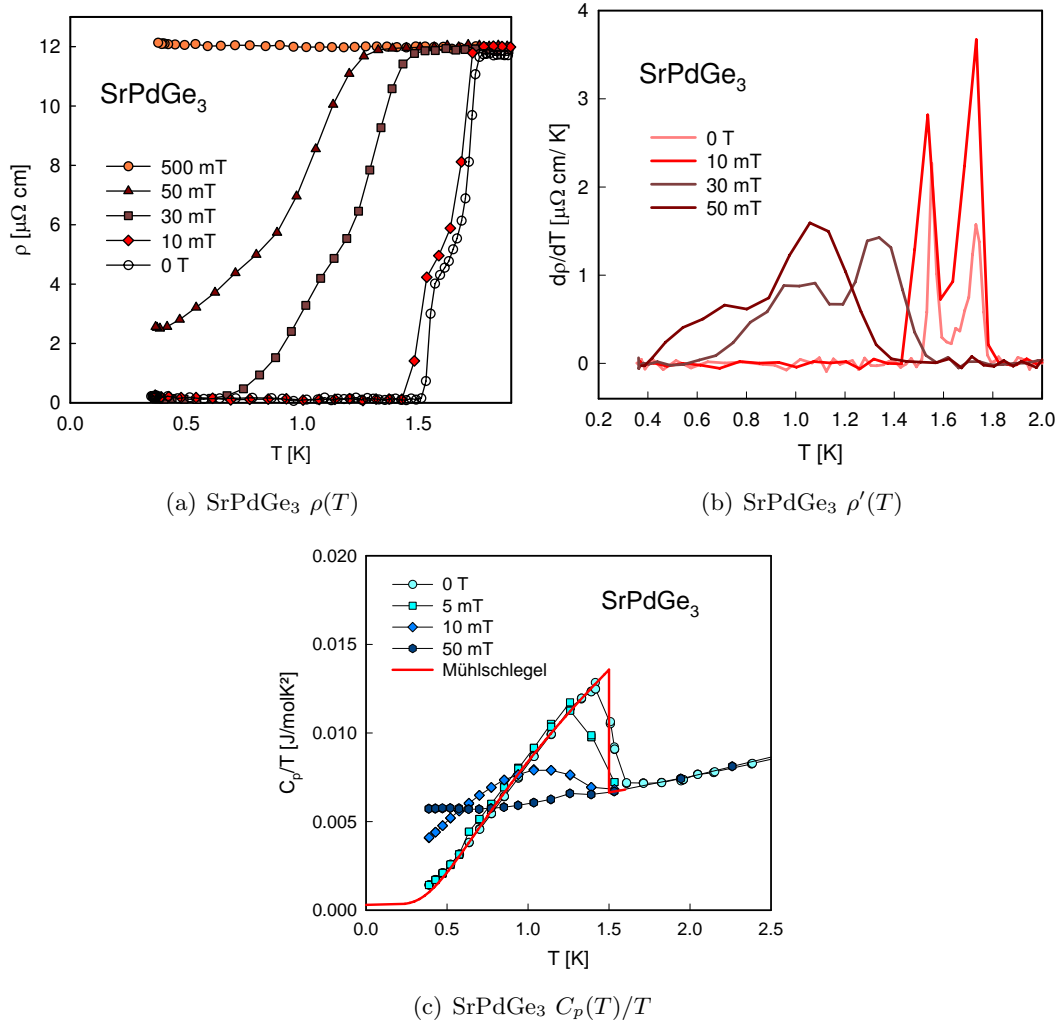 SrPdGe₃
500 mT
50 mT
30 mT
10 mT
0 T
ρ [μΩ cm]
12
10
8
6
4
2
0
0.0
0.5
1.0
1.5
T [K]
(a) SrPdGe₃ ρ(T)
SrPdGe₃
0 T
10 mT
30 mT
50 mT
dρ/dT [μΩ cm/ K]
4
3
2
1
0
0.2
0.4
0.6
0.8
1.0
1.2
1.4
1.6
1.8
2.0
T [K]
(b) SrPdGe₃ ρ′(T)
SrPdGe₃
0 T
5 mT
10 mT
50 mT
Mühlschlegel
Cₚ/T [J/molK²]
0.020
0.015
0.010
0.005
0.000
0.0
0.5
1.0
1.5
2.0
2.5
T [K]
(c) SrPdGe₃ Cₚ(T)/T